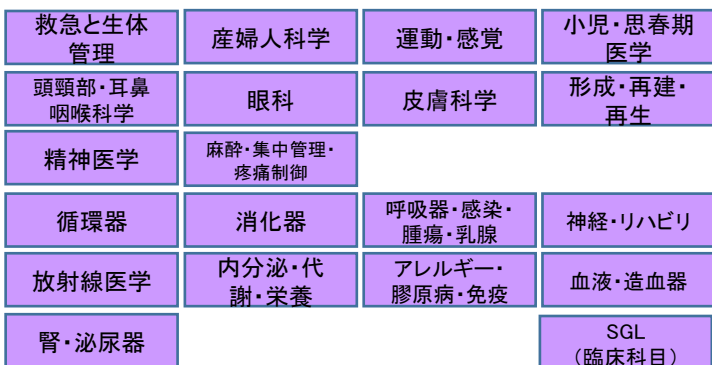 救急と生体
管理
産婦人科学
運動・感覚
小児・思春期
医学
頭頸部・耳鼻
咽喉科学
眼科
皮膚科学
形成・再建・
再生
精神医学
麻酔・集中管理・
疼痛制御
循環器
消化器
呼吸器・感染・
腫瘍・乳腺
神経・リハビリ
放射線医学
内分泌・代
謝・栄養
アレルギー・
膠原病・免疫
血液・造血器
腎・泌尿器
SGL
（臨床科目）